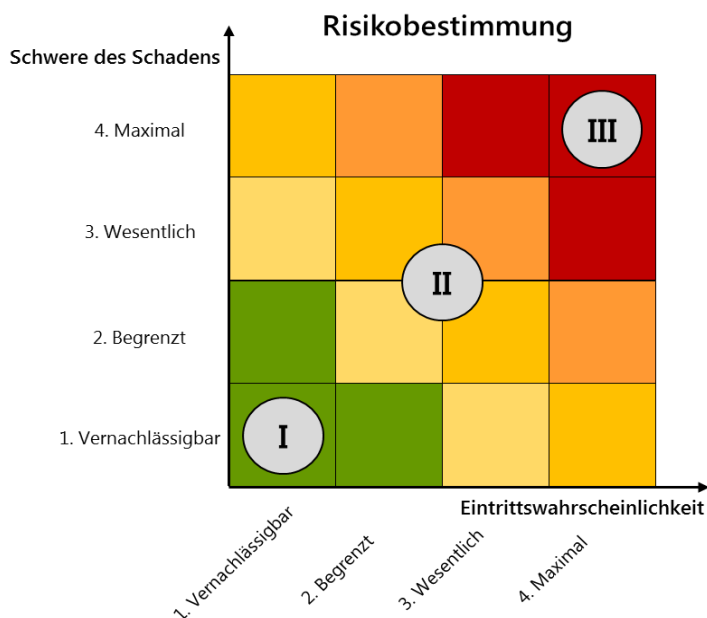 Risikobestimmung
Schwere des Schadens
4. Maximal
III
3. Wesentlich
II
2. Begrenzt
1. Vernachlässigbar
I
Eintrittswahrscheinlichkeit
1. Vernachlässigbar
2. Begrenzt
3. Wesentlich
4. Maximal